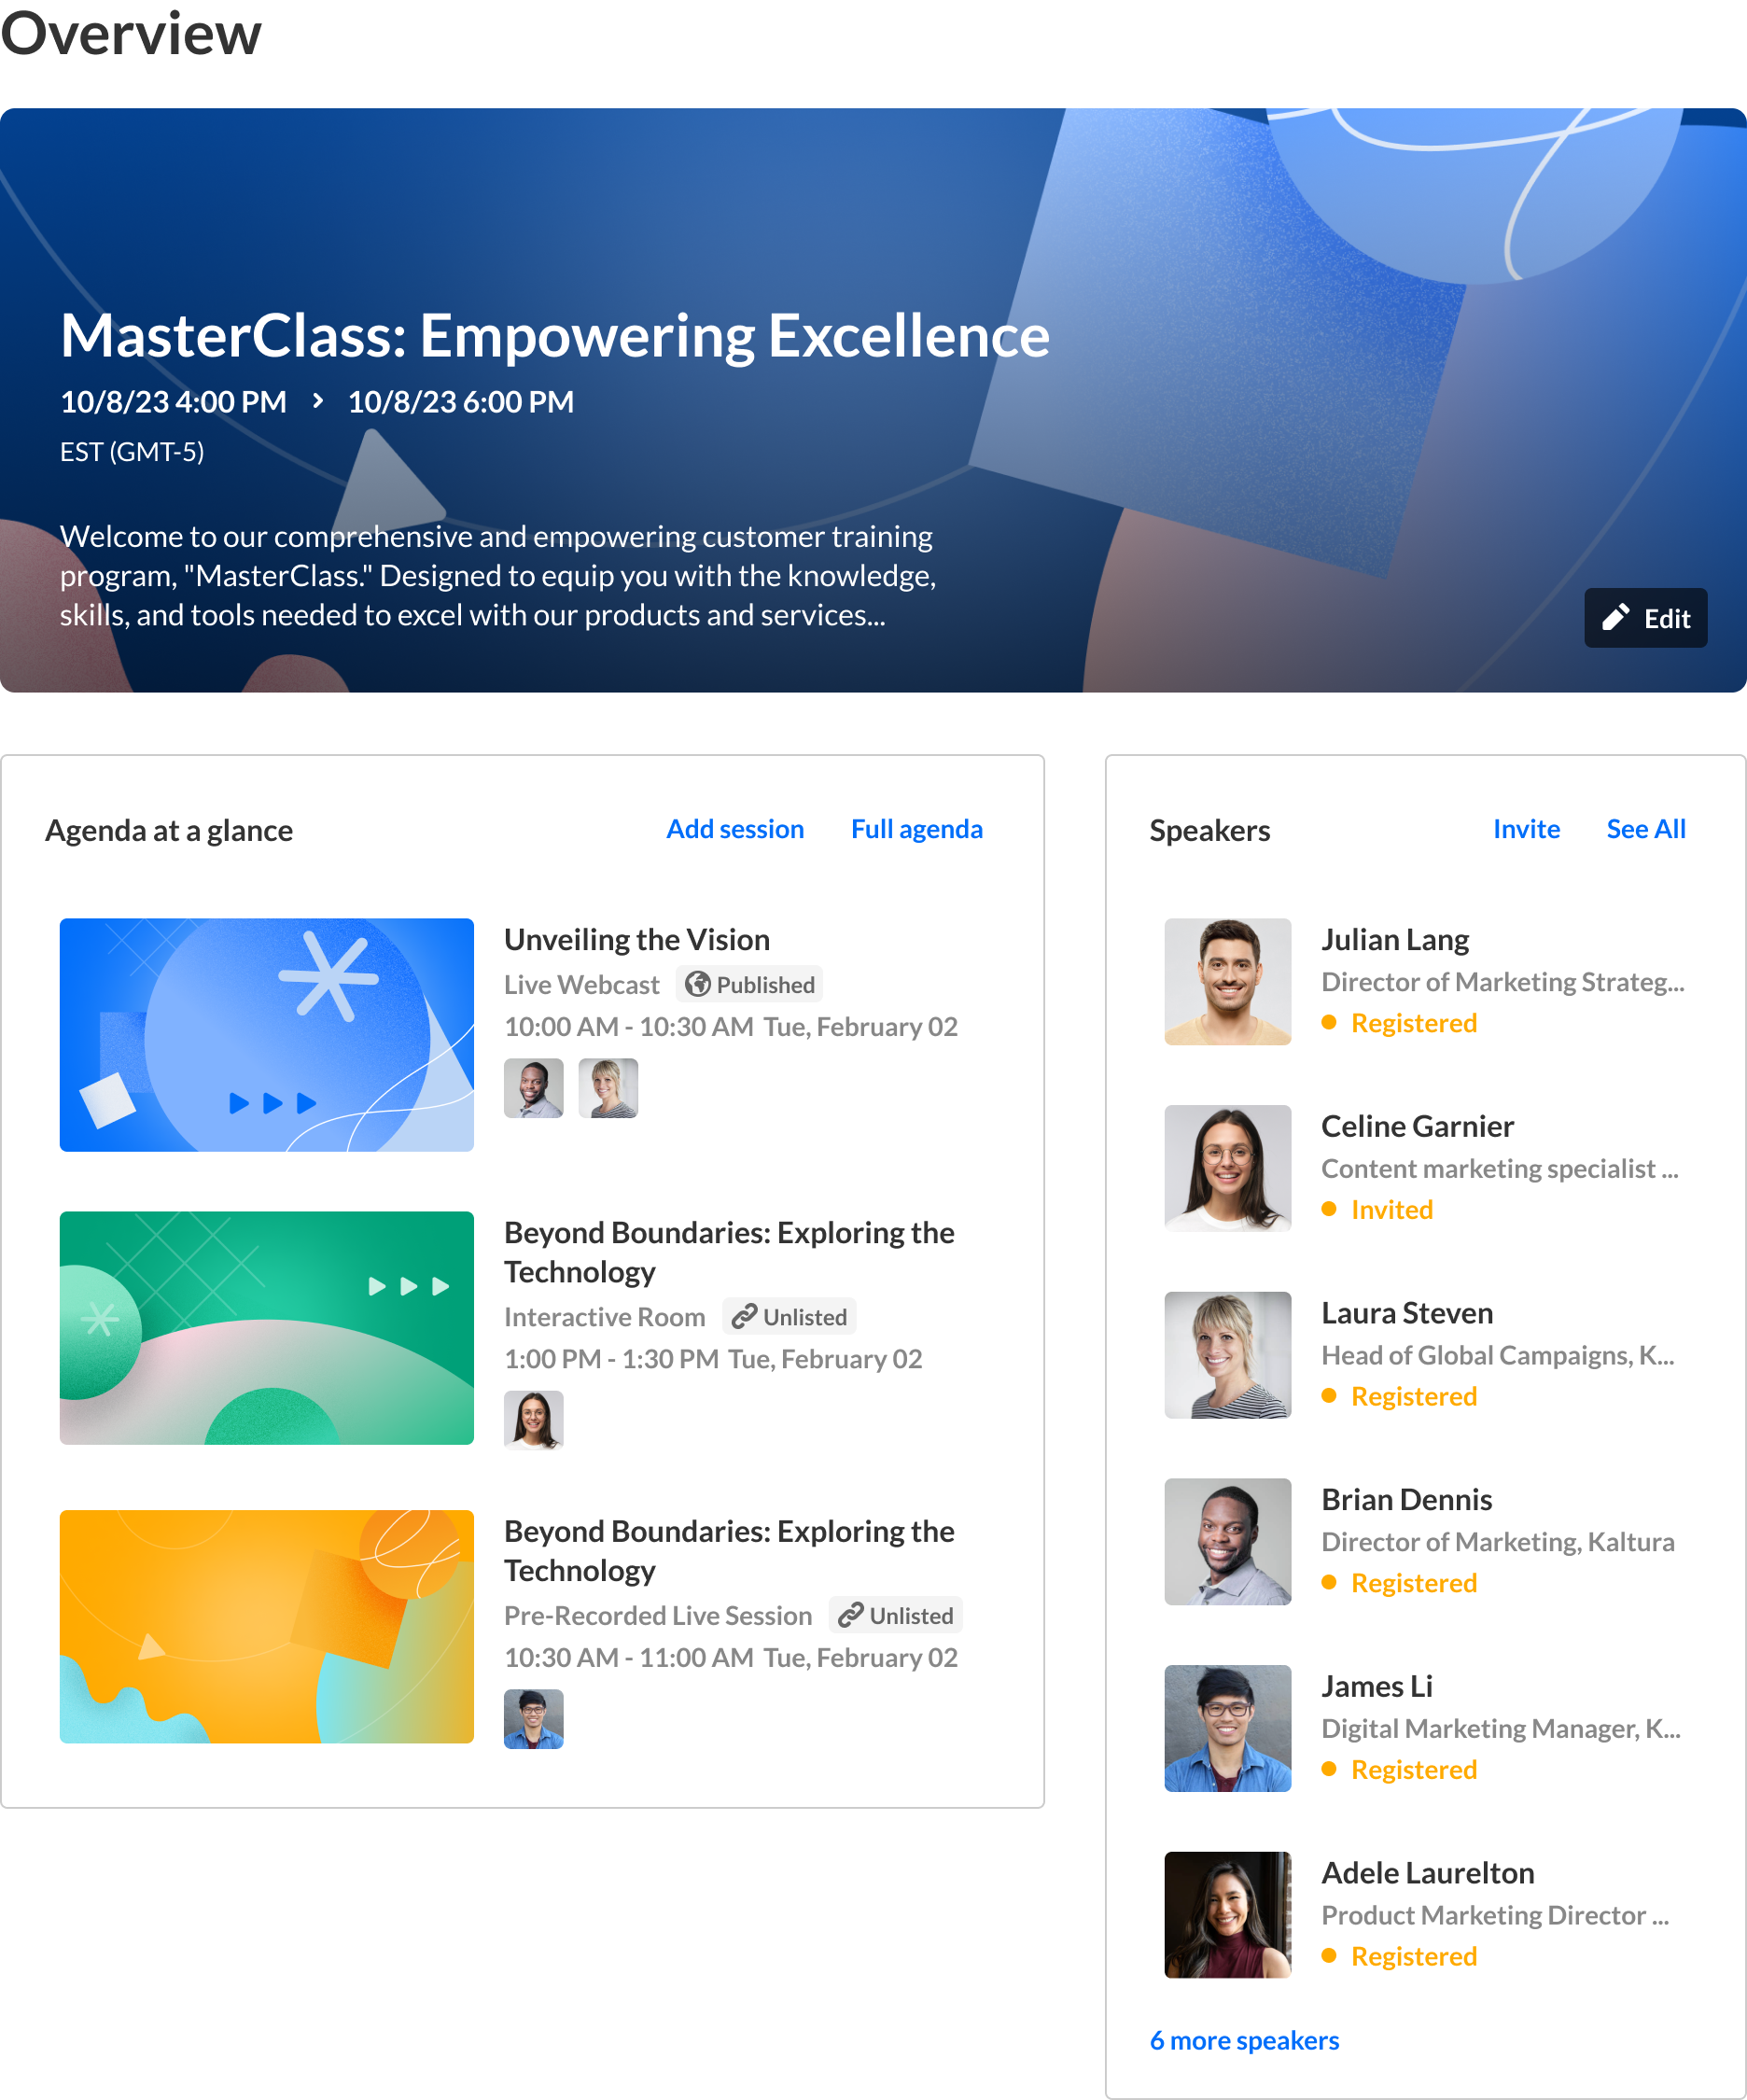 Overview
MasterClass: Empowering Excellence
10/8/23 4:00 PM > 10/8/23 6:00 PM
EST (GMT-5)
Welcome to our comprehensive and empowering customer training
program, "MasterClass." Designed to equip you with the knowledge,
skills, and tools needed to excel with our products and services...
Edit
Agenda at a glance
Add session
Full agenda
Unveiling the Vision
Live Webcast
Published
10:00 AM - 10:30 AM Tue, February 02
Beyond Boundaries: Exploring the
Technology
Interactive Room
Unlisted
1:00 PM - 1:30 PM Tue, February 02
Beyond Boundaries: Exploring the
Technology
Pre-Recorded Live Session
Unlisted
10:30 AM - 11:00 AM Tue, February 02
Speakers
Invite
See All
Julian Lang
Director of Marketing Strateg...
Registered
Celine Garnier
Content marketing specialist ...
Invited
Laura Steven
Head of Global Campaigns, K...
Registered
Brian Dennis
Director of Marketing, Kaltura
Registered
James Li
Digital Marketing Manager, K...
Registered
Adele Laurelton
Product Marketing Director ...
Registered
6 more speakers